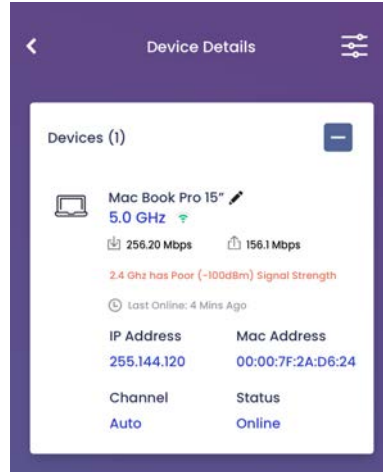 Device Details
Devices (1)
Mac Book Pro 15"
5.0 GHz
256.20 Mbps 156.1 Mbps
2.4 Ghz has Poor (-100d8m) Signal Strength
Last Online: 4 Mins Ago
IP Address Mac Address
255.144.120 00:00:7F:2A:D6:24
Channel Status
Auto Online